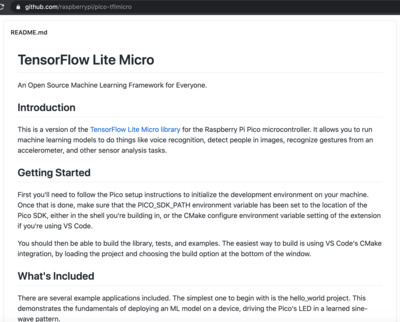 github.com/raspberrypi/pico-tflmicro
README.md
TensorFlow Lite Micro
An Open Source Machine Learning Framework for Everyone.
Introduction
This is a version of the TensorFlow Lite Micro library for the Raspberry Pi Pico microcontroller. It allows you to run
machine learning models to do things like voice recognition, detect people in images, recognize gestures from an
accelerometer, and other sensor analysis tasks.
Getting Started
First you'll need to follow the Pico setup instructions to initialize the development environment on your machine.
Once that is done, make sure that the PICO_SDK_PATH environment variable has been set to the location of the
Pico SDK, either in the shell you're building in, or the CMake configure environment variable setting of the extension
if you're using VS Code.
You should then be able to build the library, tests, and examples. The easiest way to build is using VS Code's CMake
integration, by loading the project and choosing the build option at the bottom of the window.
What's Included
There are several example applications included. The simplest one to begin with is the hello_world project. This
demonstrates the fundamentals of deploying an ML model on a device, driving the Pico's LED in a learned sine-
wave pattern.